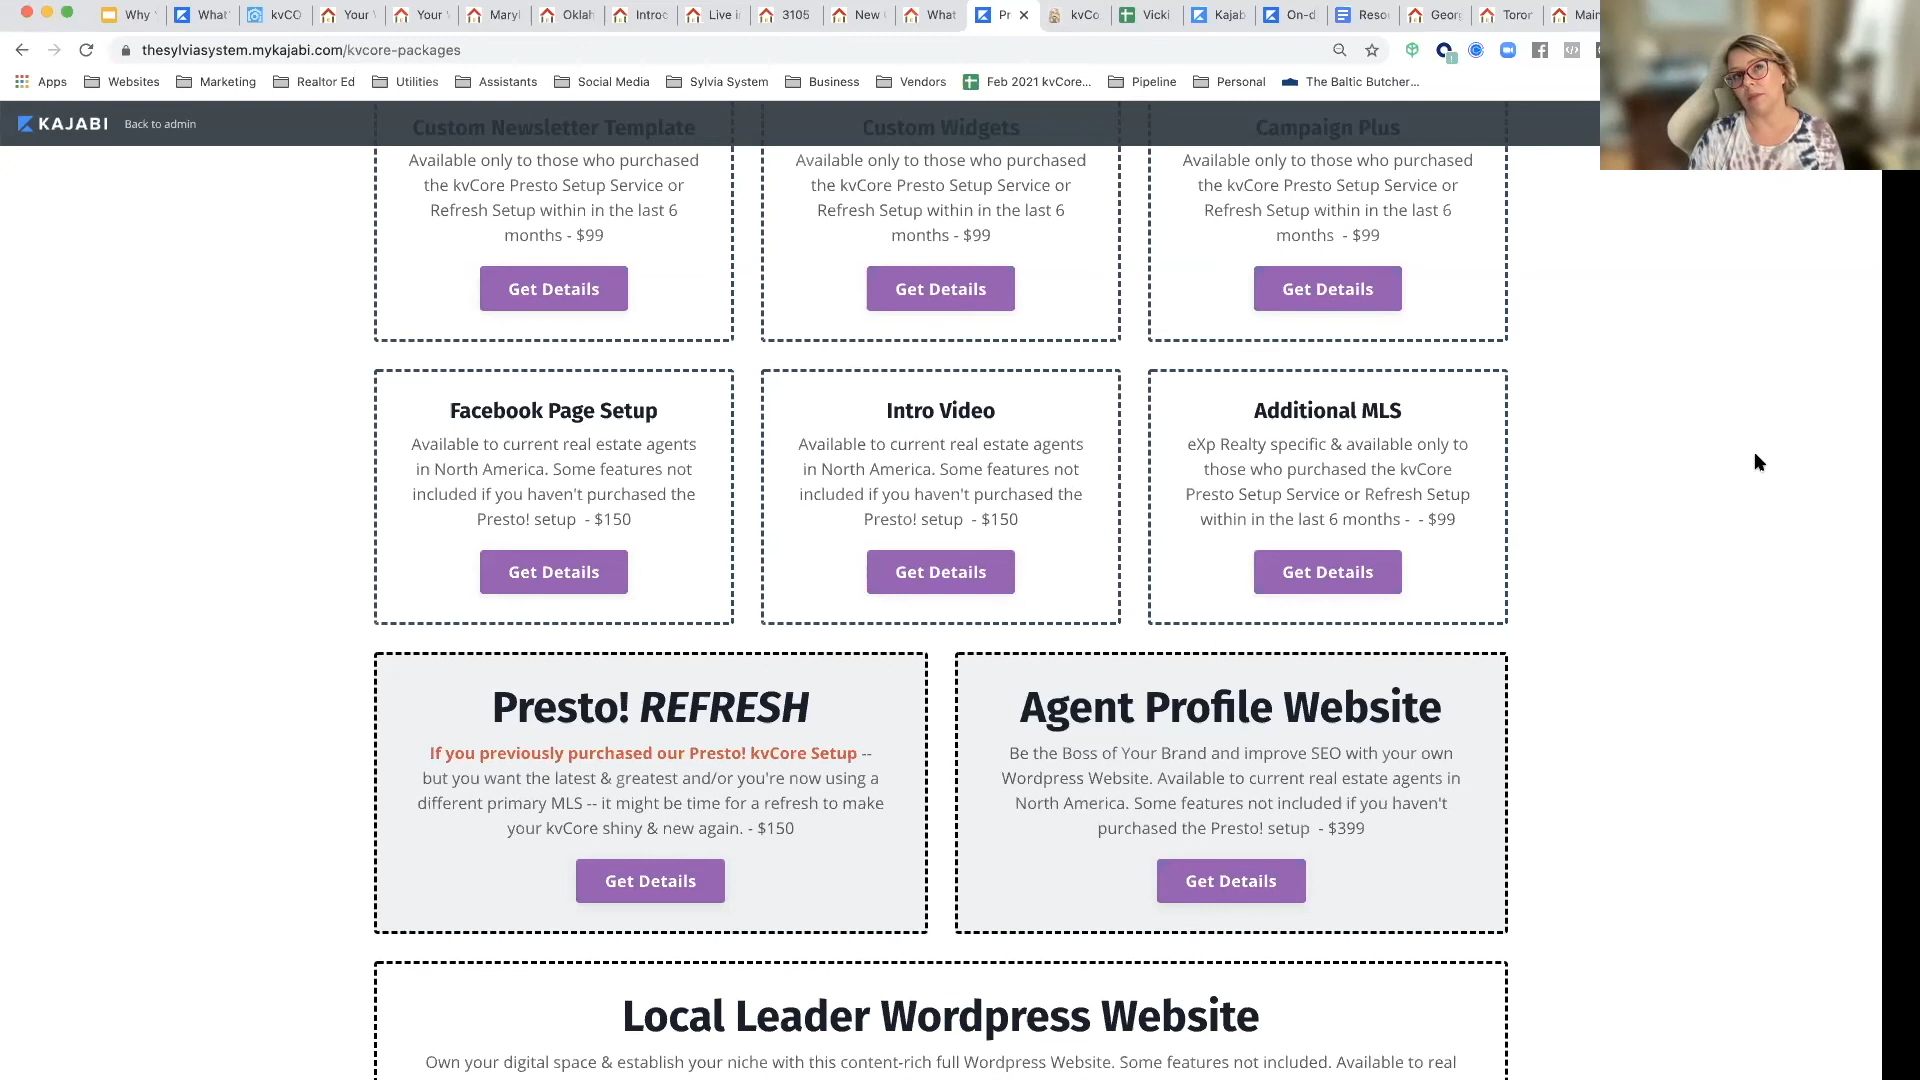 Why
What'
kvCO
Your
Your
Maryl
Oklah
Introc
Live i
3105
New
What
Pr
kvCo
Vicki
Kajab
On-d
Reso
Georg
Toror
Main
thesylviasystem.mykajabi.com/kvcore-packages
Apps
Websites
Marketing
Realtor Ed
Utilities
Assistants
Social Media
Sylvia System
Business
Vendors
Feb 2021 kvCore...
Pipeline
Personal
The Baltic Butcher...
KAJABI
Back to admin
Custom Newsletter Template
Available only to those who purchased
the kvCore Presto Setup Service or
Refresh Setup within in the last 6
months - $99
Get Details
Custom Widgets
Available only to those who purchased
the kvCore Presto Setup Service or
Refresh Setup within in the last 6
months - $99
Get Details
Campaign Plus
Available only to those who purchased
the kvCore Presto Setup Service or
Refresh Setup within in the last 6
months - $99
Get Details
Facebook Page Setup
Available to current real estate agents
in North America. Some features not
included if you haven't purchased the
Presto! setup - $150
Get Details
Intro Video
Available to current real estate agents
in North America. Some features not
included if you haven't purchased the
Presto! setup - $150
Get Details
Additional MLS
eXp Realty specific & available only to
those who purchased the kvCore
Presto Setup Service or Refresh Setup
within in the last 6 months - - $99
Get Details
Presto! REFRESH
If you previously purchased our Presto! kvCore Setup --
but you want the latest & greatest and/or you're now using a
different primary MLS -- it might be time for a refresh to make
your kvCore shiny & new again. - $150
Get Details
Agent Profile Website
Be the Boss of Your Brand and improve SEO with your own
Wordpress Website. Available to current real estate agents in
North America. Some features not included if you haven't
purchased the Presto! setup - $399
Get Details
Local Leader Wordpress Website
Own your digital space & establish your niche with this content-rich full Wordpress Website. Some features not included. Available to real